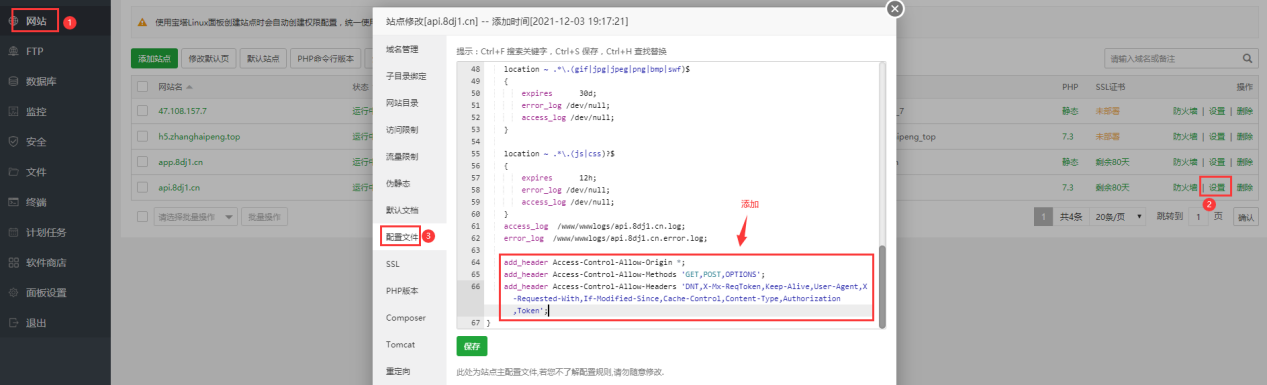 网站
1
FTP
数据库
监控
安全
文件
终端
计划任务
软件商店
面板设置
退出
使用宝塔Linux面板创建站点时会自动创建权限配置，统一使用
添加站点
修改默认页
默认站点
PHP命令行版本
请输入域名或备注
网站名
状态
PHP
SSL证书
操作
47.108.157.7
运行中
_7
静态
未部署
防火墙 | 设置 | 删除
h5.zhanghaipeng.top
运行中
aipeng_top
7.3
未部署
防火墙 | 设置 | 删除
app.8dj1.cn
运行中
静态
剩余80天
防火墙 | 设置 | 删除
api.8dj1.cn
运行中
7.3
剩余80天
防火墙 | 设置 | 删除
2
请选择批量操作
批量操作
1
共4条
20条/页
跳转到
1
页
确认
站点修改[api.8dj1.cn] -- 添加时间[2021-12-03 19:17:21]
域名管理
子目录绑定
网站目录
访问限制
流量限制
伪静态
默认文档
配置文件
3
SSL
PHP版本
Composer
Tomcat
重定向
提示：Ctrl+F 搜索关键字，Ctrl+S 保存，Ctrl+H 查找替换
48 location ~ .*\.(gif|jpg|jpeg|png|bmp|swf)$
49 {
50 expires 30d;
51 error_log /dev/null;
52 access_log /dev/null;
53 }
54
55 location ~ .*\.(js|css)?$
56 {
57 expires 12h;
58 error_log /dev/null;
59 access_log /dev/null;
60 }
61 access_log /www/wwwlogs/api.8dj1.cn.log;
62 error_log /www/wwwlogs/api.8dj1.cn.error.log;
63
添加
64 add_header Access-Control-Allow-Origin *;
65 add_header Access-Control-Allow-Methods 'GET,POST,OPTIONS';
66 add_header Access-Control-Allow-Headers 'DNT,X-Mx-ReqToken,Keep-Alive,User-Agent,X
-Requested-With,If-Modified-Since,Cache-Control,Content-Type,Authorization
,Token';
67 }
保存
此处为站点主配置文件,若您不了解配置规则,请勿随意修改.